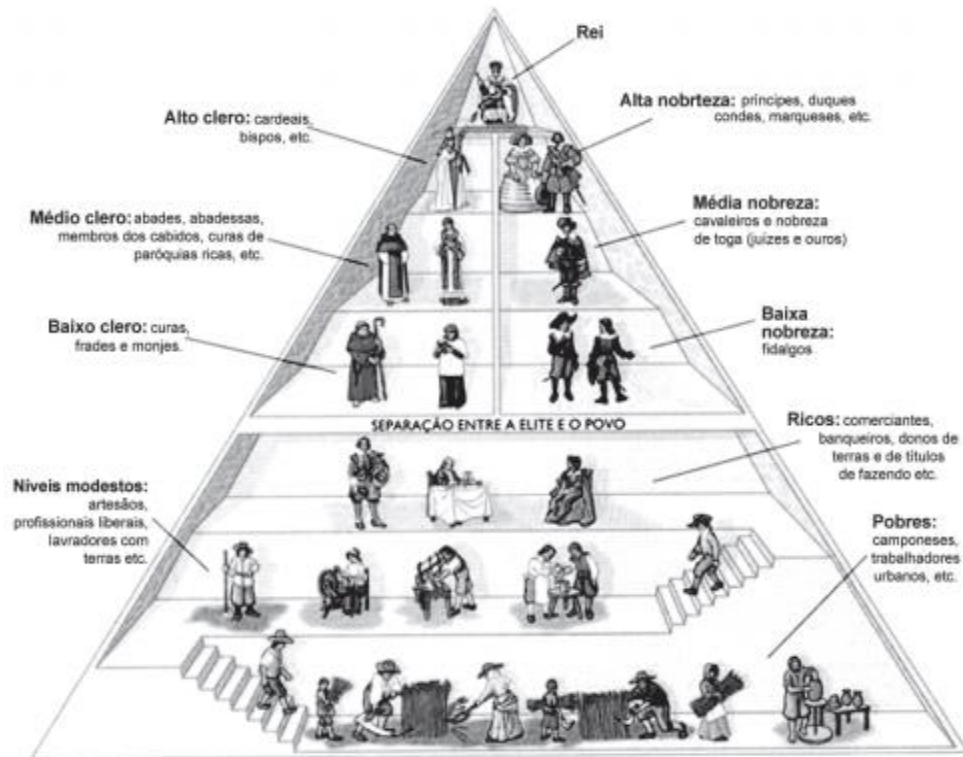 Rei
Alto clero: cardeais,
bispos, etc.
Alta nobrteza: príncipes, duques
condes, marqueses, etc.
Médio clero: abades, abadessas,
membros dos cabidos, curas de
paróquias ricas, etc.
Média nobreza:
cavaleiros e nobreza
de toga (juízes e ouros)
Baixo clero: curas,
frades e monjes.
Baixa
nobreza:
fidalgos
SEPARAÇÃO ENTRE A ELITE E O POVO
Ricos: comerciantes,
banqueiros, donos de
terras e de títulos
de fazendo etc.
Níveis modestos:
artesãos,
profissionais liberais,
lavradores com
terras etc.
Pobres:
camponeses,
trabalhadores
urbanos, etc.